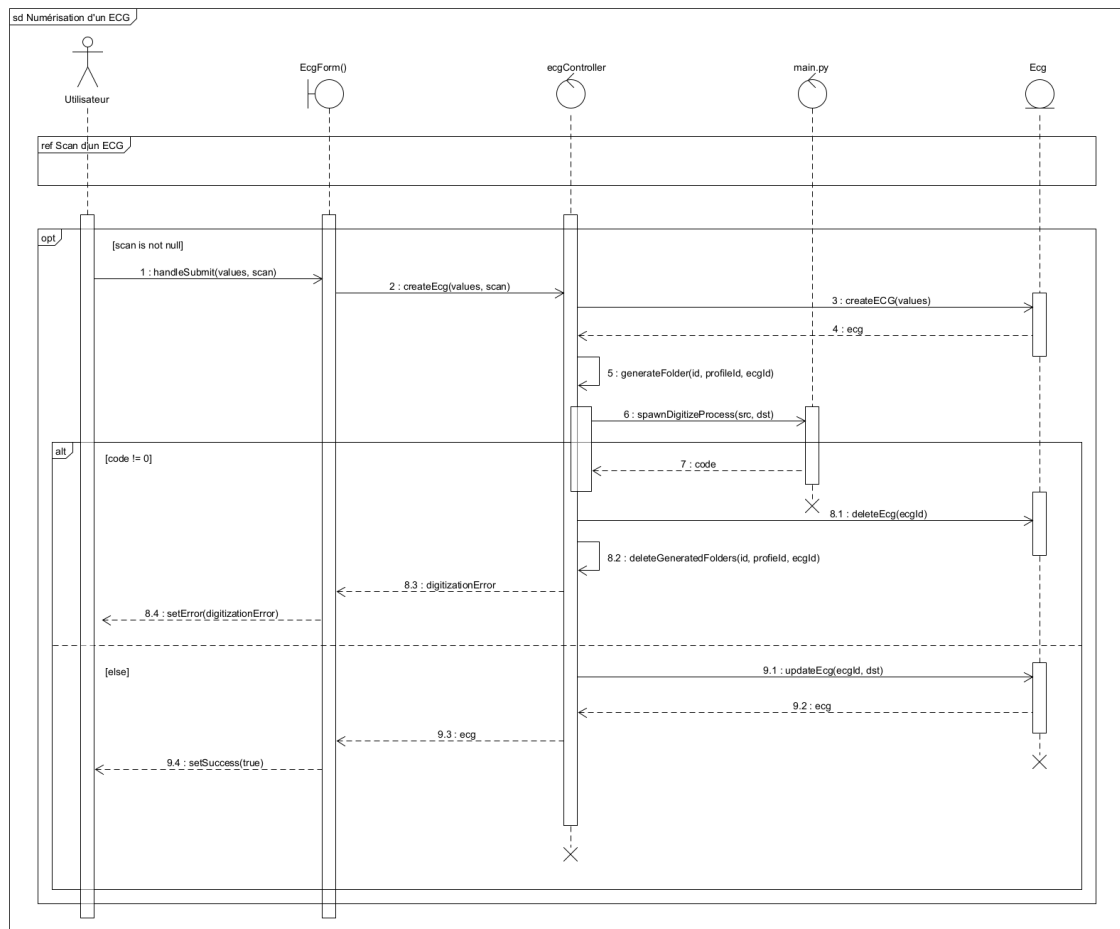 sd Numérisation d'un ECG
Utilisateur
EcgForm()
ecgController
main.py
Ecg
ref Scan d'un ECG
opt
[scan is not null]
1 : handleSubmit(values, scan)
2 : createEcg(values, scan)
3 : createECG(values)
4 : ecg
5 : generateFolder(id, profileId, ecgId)
6 : spawnDigitizeProcess(src, dst)
alt
[code != 0]
7 : code
8.1 : deleteEcg(ecgId)
8.2 : deleteGeneratedFolders(id, profieId, ecgId)
8.3 : digitizationError
8.4 : setError(digitizationError)
[else]
9.1 : updateEcg(ecgId, dst)
9.2 : ecg
9.3 : ecg
9.4 : setSuccess(true)